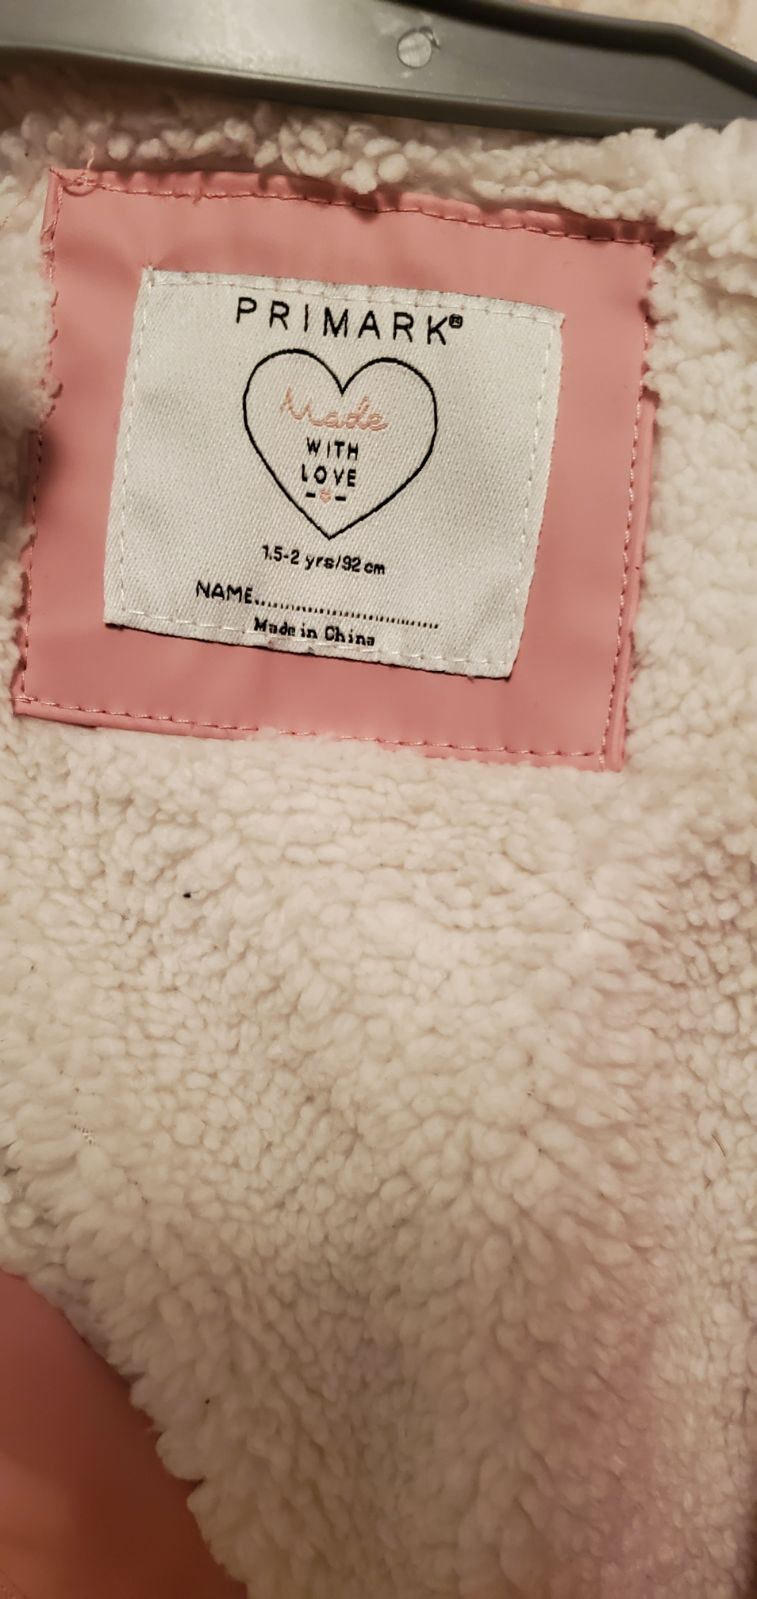 PRIMARK®
Made
WITH
LOVE
1.5-2 yrs/92 cm
NAME.................................
Made in China